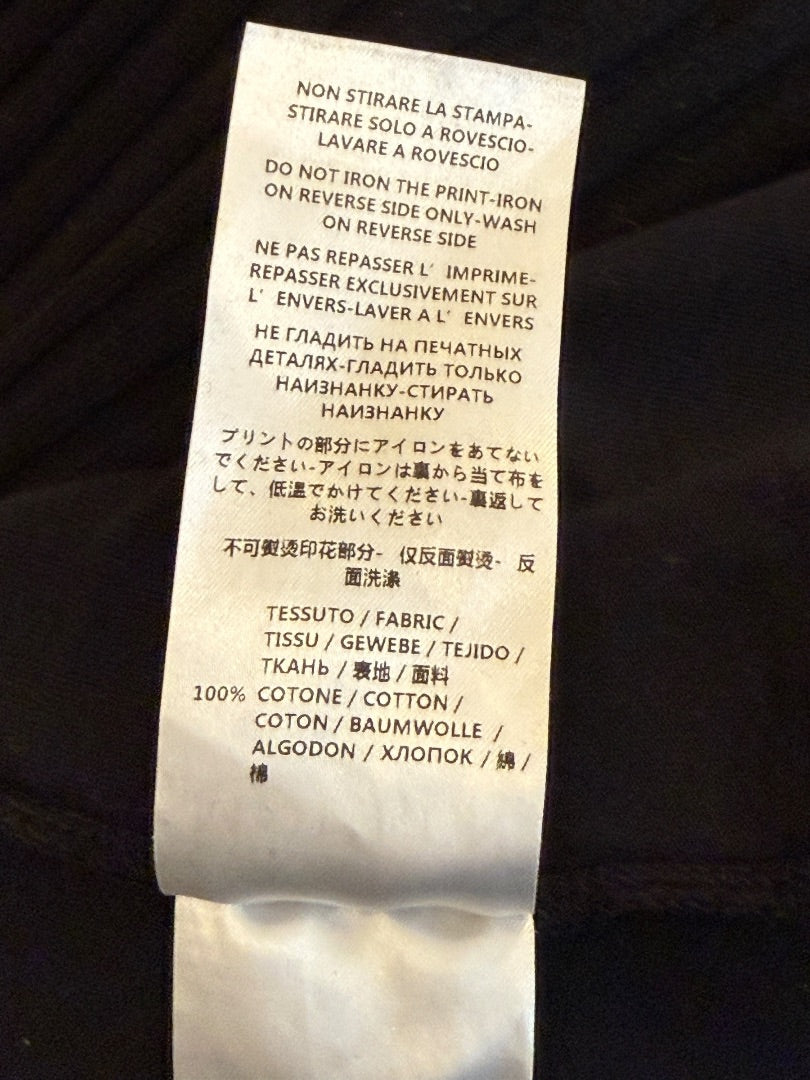 NON STIRARE LA STAMPA-
STIRARE SOLO A ROVESCIO-
LAVARE A ROVESCIO
DO NOT IRON THE PRINT-IRON
ON REVERSE SIDE ONLY-WASH
ON REVERSE SIDE
NE PAS REPASSER L' IMPRIME-
REPASSER EXCLUSIVEMENT SUR
L' ENVERS-LAVER A L' ENVERS
НЕ ГЛАДИТЬ НА ПЕЧАТНЫХ
ДЕТАЛЯХ-ГЛАДИТЬ ТОЛЬКО
НАИЗНАНКУ-СТИРАТЬ
НАИЗНАНКУ
プリントの部分にアイロンをあてない
でください-アイロンは裏から当て布を
して、低温でかけてください-裏返して
お洗いください
不可熨烫印花部分- 仅反面熨烫- 反
面洗涤
TESSUTO / FABRIC /
TISSU / GEWEBE / TEJIDO /
ТКАНЬ / 表地 / 面料
100% COTONE / COTTON /
COTON / BAUMWOLLE /
ALGODON / ХЛОПОК / 綿 /
棉